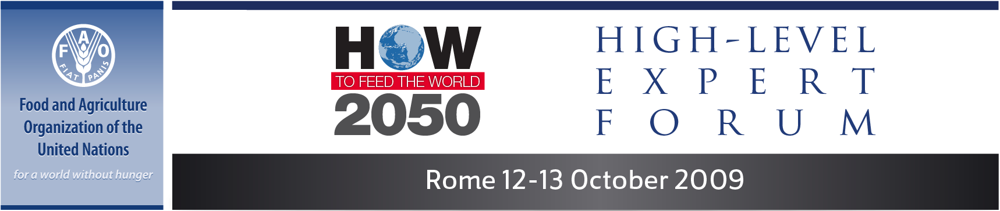 F A O
FIAT PANIS
Food and Agriculture
Organization of the
United Nations
for a world without hunger
HOW
TO FEED THE WORLD
2050
HIGH-LEVEL
EXPERT
FORUM
Rome 12-13 October 2009